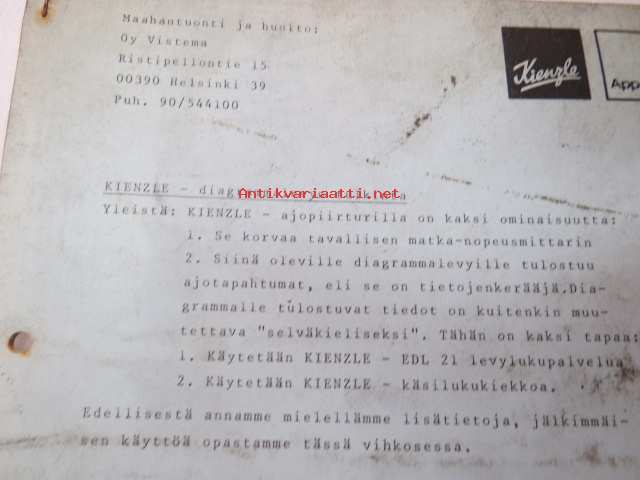 Maahantuonti ja huolto:
Oy Vistema
Ristipellontie 15
00390 Helsinki 39
Puh. 90/544100
Kienzle
App
KIENZLE - diag
Antikvariaatti.net
Yleistä: KIENZLE - ajopiirturilla on kaksi ominaisuutta:
1. Se korvaa tavallisen matka-nopeusmittarin
2. Siinä oleville diagrammalevyille tulostuu
ajotapahtumat, eli se on tietojenkerääjä.Dia-
grammalle tulostuvat tiedot on kuitenkin muu-
tettava "selväkieliseksi". Tähän on kaksi tapaa:
1. Käytetään KIENZLE - EDL 21 levylukupalvelua
2. Käytetään KIENZLE - käsilukukiekkoa.
Edellisestä annamme mielellämme lisätietoja, jälkimmäi-
sen käyttöä opastamme tässä vihkosessa.